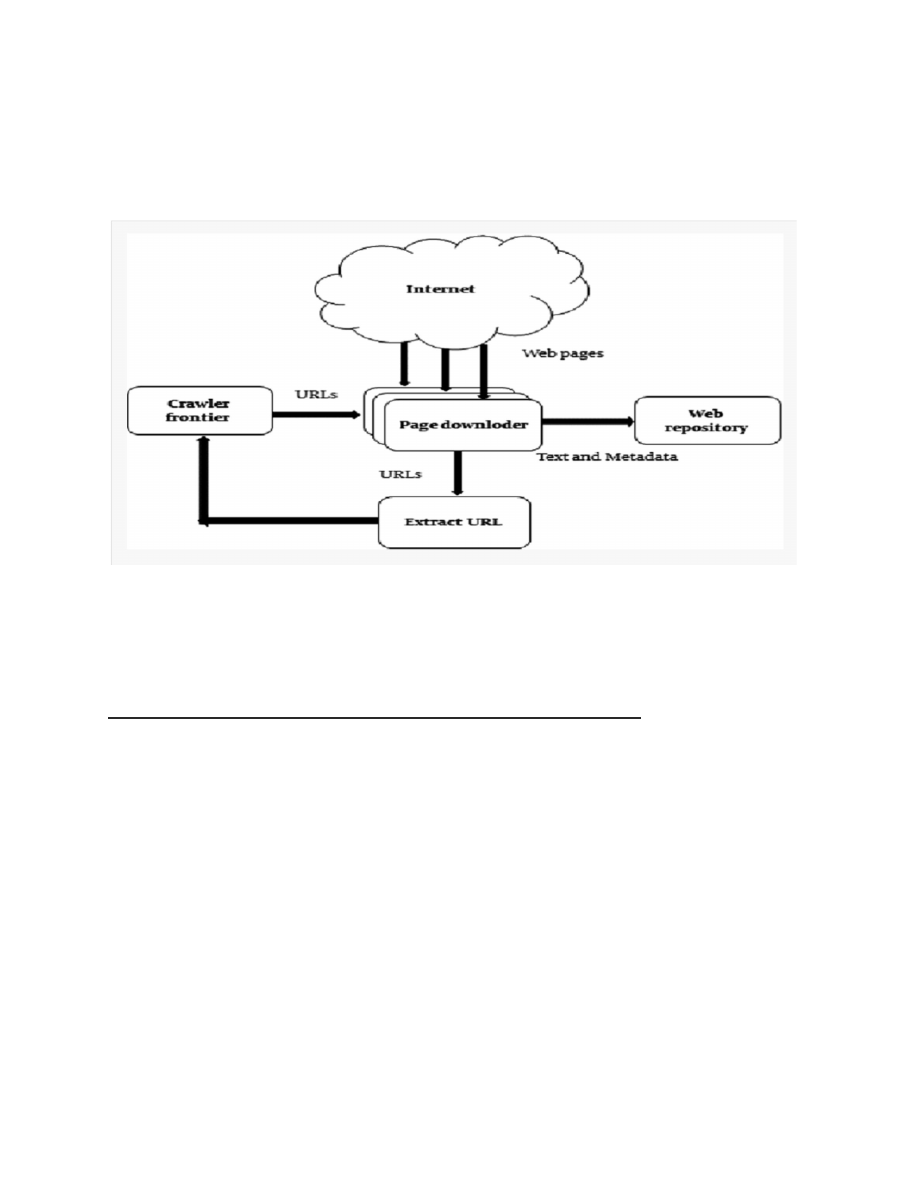 Internet
Web pages
URLs
Crawler
frontier
Page downloder
Web
repository
Text and Metadata
URLs
Extract URL